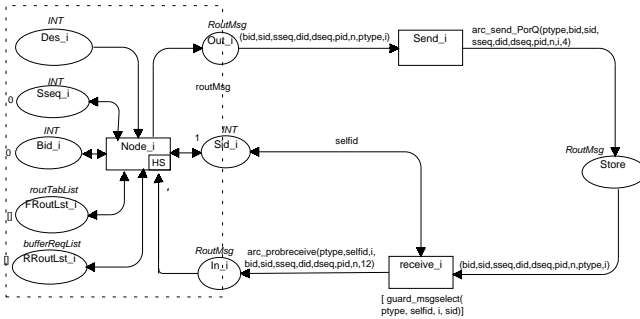 INT
Des_i
RoutMsg
Out_i
(bid,sid,sseq,did,dseq,pid,n,ptype,i)
Send_i
arc_send_PorQ(ptype,bid,sid,
sseq,did,dseq,pid,n,i,4)
INT
Sseq_i
0
routMsg
INT
Bid_i
0
Node_i
HS
1
INT
Sid_i
selfid
RoutMsg
Store
routTabList
FRoutLst_i
[]
bufferReqList
RRoutLst_i
[]
RoutMsg
In_i
arc_probreceive(ptype,selfid,i,
bid,sid,sseq,did,dseq,pid,n,12)
receive_i
(bid,sid,sseq,did,dseq,pid,n,ptype,i)
[ guard_msgselect(
ptype, selfid, i, sid)]